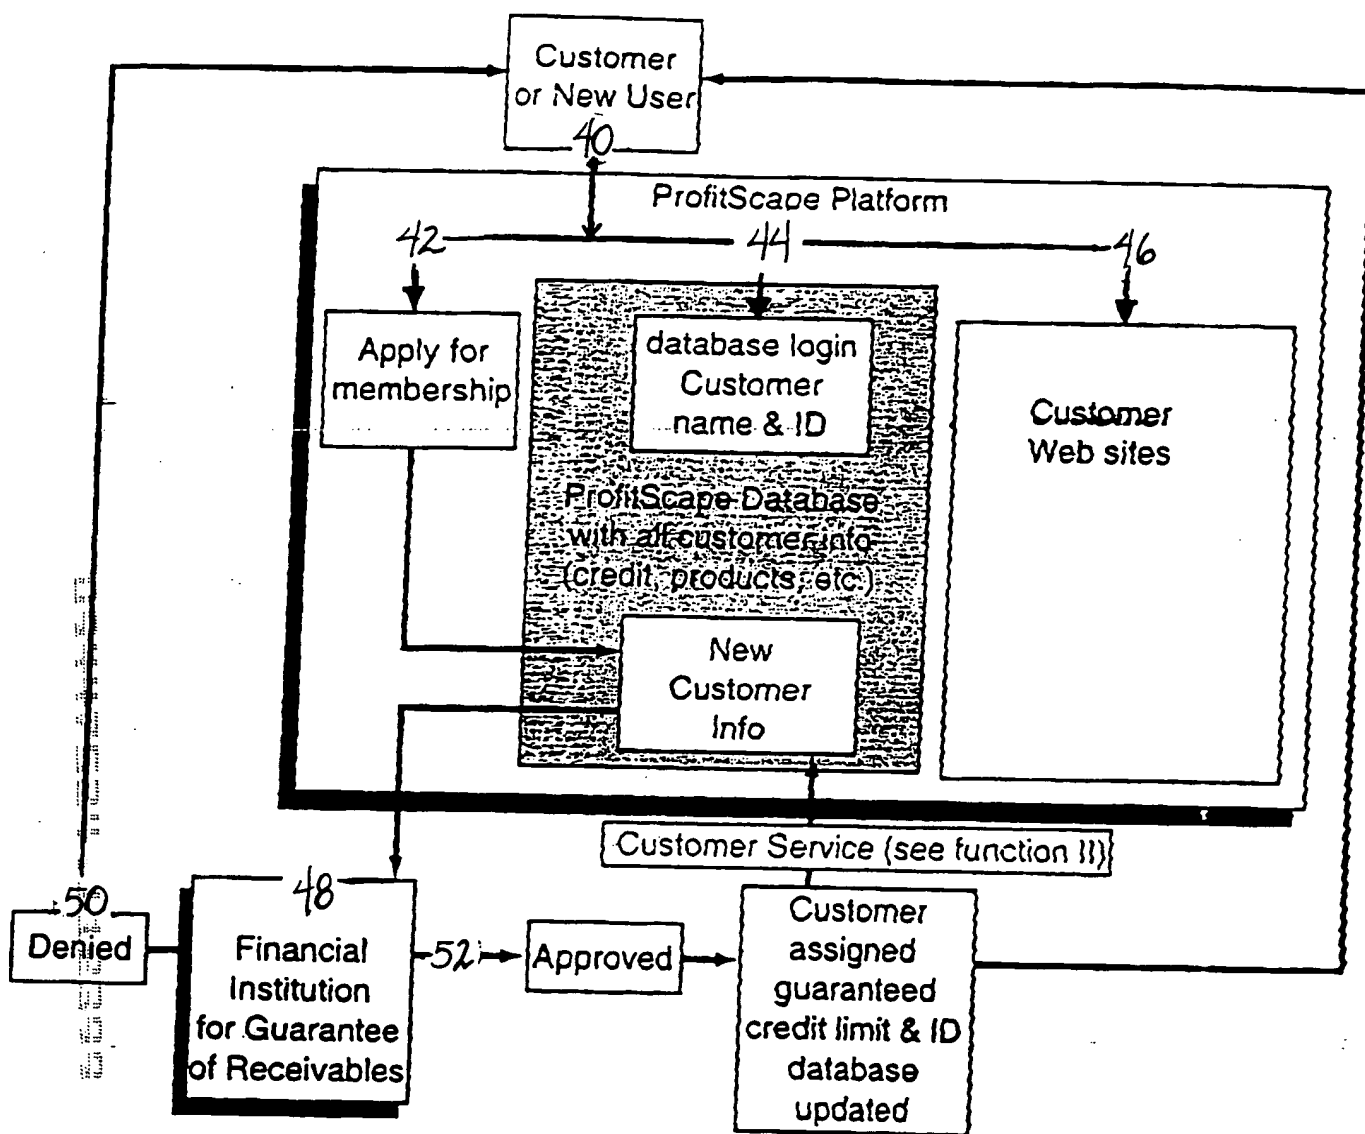 Customer
or New User
40
ProfitScape Platform
42
44
46
Apply for
membership
database login
Customer
name & ID
Customer
Web sites
ProfitScape Database
with all customer info
(credit, products, etc.)
New
Customer
Info
Customer Service (see function II)
50
Denied
48
Financial
Institution
for Guarantee
of Receivables
52
Approved
Customer
assigned
guaranteed
credit limit & ID
database
updated